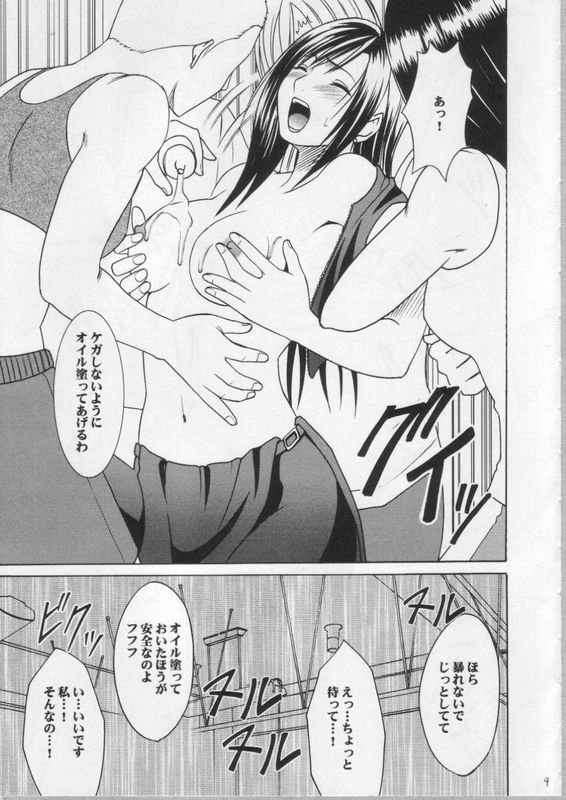 あっ！
ケガしないように
オイル塗ってあげるわ
グイッ
ほら
暴れないで
じっとしてて
えっ…ちょっと
待って…！
ヌル
ヌル
ヌル
オイル塗って
おいたほうが
安全なのよ
フフフ
ビクッ
い…いいです
私…！
そんなの…！
9